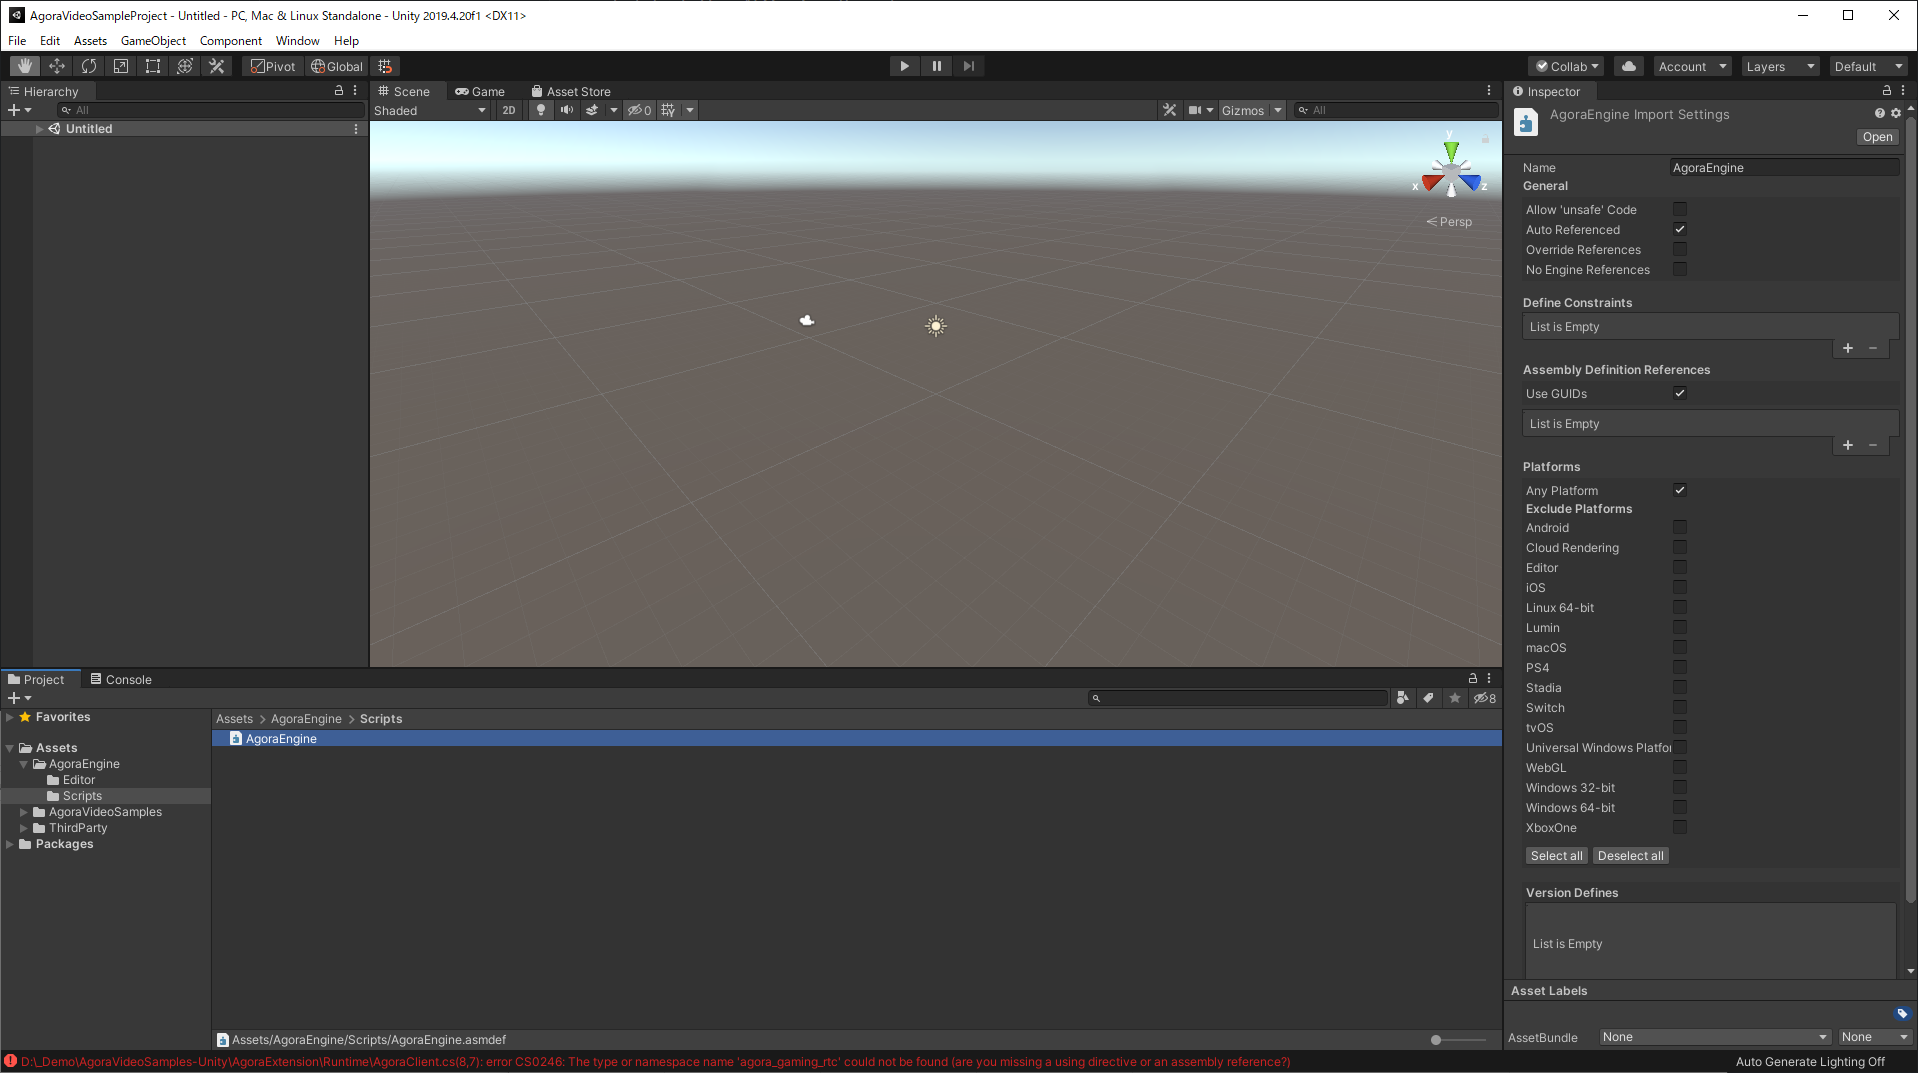 AgoraVideoSampleProject - Untitled - PC, Mac & Linux Standalone - Unity 2019.4.20f1 <DX11>
File Edit Assets GameObject Component Window Help
Pivot Global Collab Account Layers Default
Hierarchy
All
Untitled
Scene Game Asset Store
Shaded 2D 0 Gizmos All
y
x z
Persp
Inspector
AgoraEngine Import Settings
Open
Name AgoraEngine
General
Allow 'unsafe' Code
Auto Referenced
Override References
No Engine References
Define Constraints
List is Empty
Assembly Definition References
Use GUIDs
List is Empty
Platforms
Any Platform
Exclude Platforms
Android
Cloud Rendering
Editor
iOS
Linux 64-bit
Lumin
macOS
PS4
Stadia
Switch
tvOS
Universal Windows Platfor
WebGL
Windows 32-bit
Windows 64-bit
XboxOne
Select all Deselect all
Version Defines
List is Empty
Asset Labels
AssetBundle None None
Project Console
8
Favorites
Assets
AgoraEngine
Editor
Scripts
AgoraVideoSamples
ThirdParty
Packages
Assets > AgoraEngine > Scripts
AgoraEngine
Assets/AgoraEngine/Scripts/AgoraEngine.asmdef
D:\_Demo\AgoraVideoSamples-Unity\AgoraExtension\Runtime\AgoraClient.cs(8,7): error CS0246: The type or namespace name 'agora_gaming_rtc' could not be found (are you missing a using directive or an assembly reference?)
Auto Generate Lighting Off